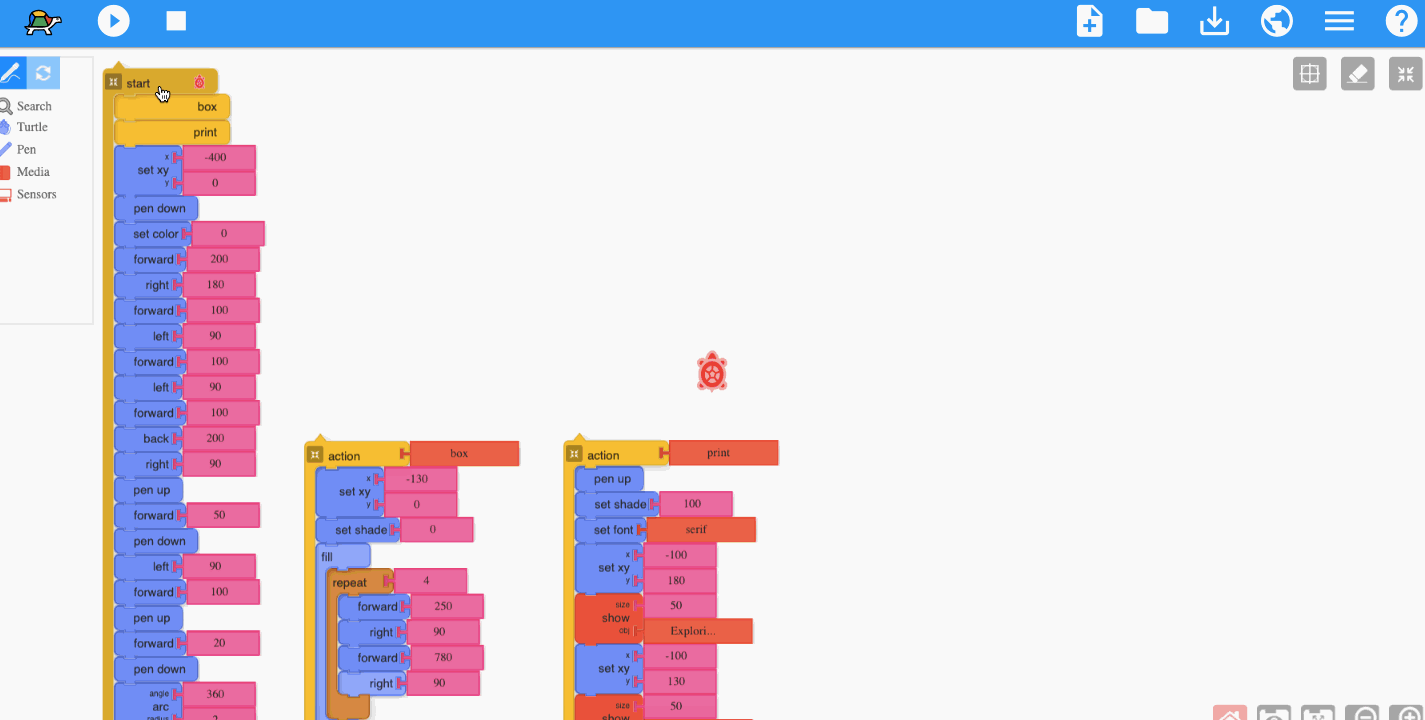 start
box
print
Search
Turtle
Pen
Media
Sensors
x -400
set xy
y 0
pen down
set color 0
forward 200
right 180
forward 100
left 90
forward 100
left 90
forward 100
back 200
right 90
pen up
forward 50
pen down
left 90
forward 100
pen up
forward 20
pen down
angle 360
arc
radius 2
action box
x -130
set xy
y 0
set shade 0
fill
repeat 4
forward 250
right 90
forward 780
right 90
action print
pen up
set shade 100
set font serif
x -100
set xy
y 180
size 50
show
obj Explori...
x -100
set xy
y 130
size 50
show